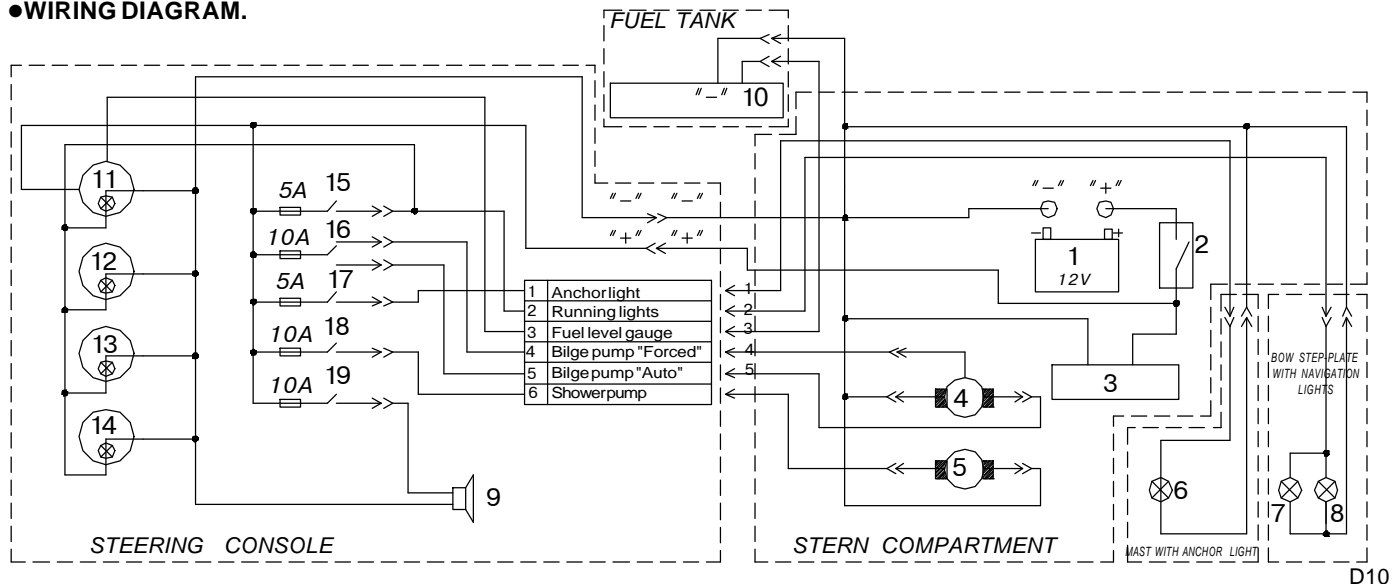 ●WIRING DIAGRAM.
FUEL TANK
"–" 10
11
12
13
14
5A 15
10A 16
5A 17
10A 18
10A 19
"–" "–"
"+" "+"
1 Anchor light 1
2 Running lights 2
3 Fuel level gauge 3
4 Bilge pump "Forced" 4
5 Bilge pump "Auto" 5
6 Shower pump
9
STEERING CONSOLE
"–" "+"
– +
1
12V
2
3
4
5
STERN COMPARTMENT
6
MAST WITH ANCHOR LIGHT
BOW STEP-PLATE
WITH NAVIGATION
LIGHTS
7 8
D10